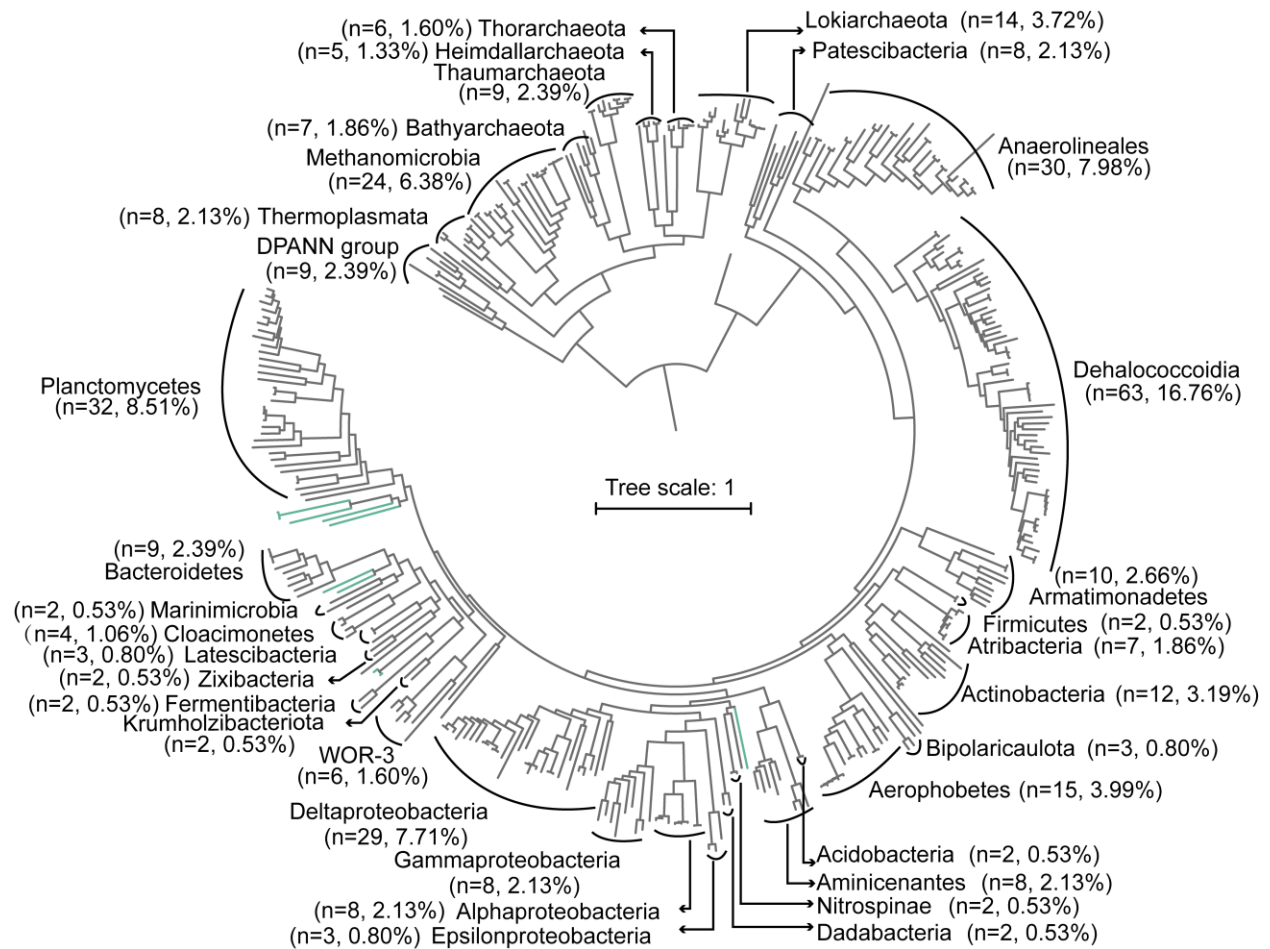 (n=6, 1.60%) Thorarchaeota
(n=5, 1.33%) Heimdallarchaeota
Thaumarchaeota
(n=9, 2.39%)
(n=7, 1.86%) Bathyarchaeota
Methanomicrobia
(n=24, 6.38%)
(n=8, 2.13%) Thermoplasmata
DPANN group
(n=9, 2.39%)
Lokiarchaeota (n=14, 3.72%)
Patescibacteria (n=8, 2.13%)
Anaerolineales
(n=30, 7.98%)
Dehalococcoidia
(n=63, 16.76%)
Planctomycetes
(n=32, 8.51%)
Tree scale: 1
(n=9, 2.39%)
Bacteroidetes
(n=2, 0.53%) Marinimicrobia
(n=4, 1.06%) Cloacimonetes
(n=3, 0.80%) Latescibacteria
(n=2, 0.53%) Zixibacteria
(n=2, 0.53%) Fermentibacteria
Krumholzibacteriota
(n=2, 0.53%)
WOR-3
(n=6, 1.60%)
Deltaproteobacteria
(n=29, 7.71%)
Gammaproteobacteria
(n=8, 2.13%)
(n=8, 2.13%) Alphaproteobacteria
(n=3, 0.80%) Epsilonproteobacteria
(n=10, 2.66%)
Armatimonadetes
Firmicutes (n=2, 0.53%)
Atribacteria (n=7, 1.86%)
Actinobacteria (n=12, 3.19%)
Bipolaricaulota (n=3, 0.80%)
Aerophobetes (n=15, 3.99%)
Acidobacteria (n=2, 0.53%)
Aminicenantes (n=8, 2.13%)
Nitrospinae (n=2, 0.53%)
Dadabacteria (n=2, 0.53%)